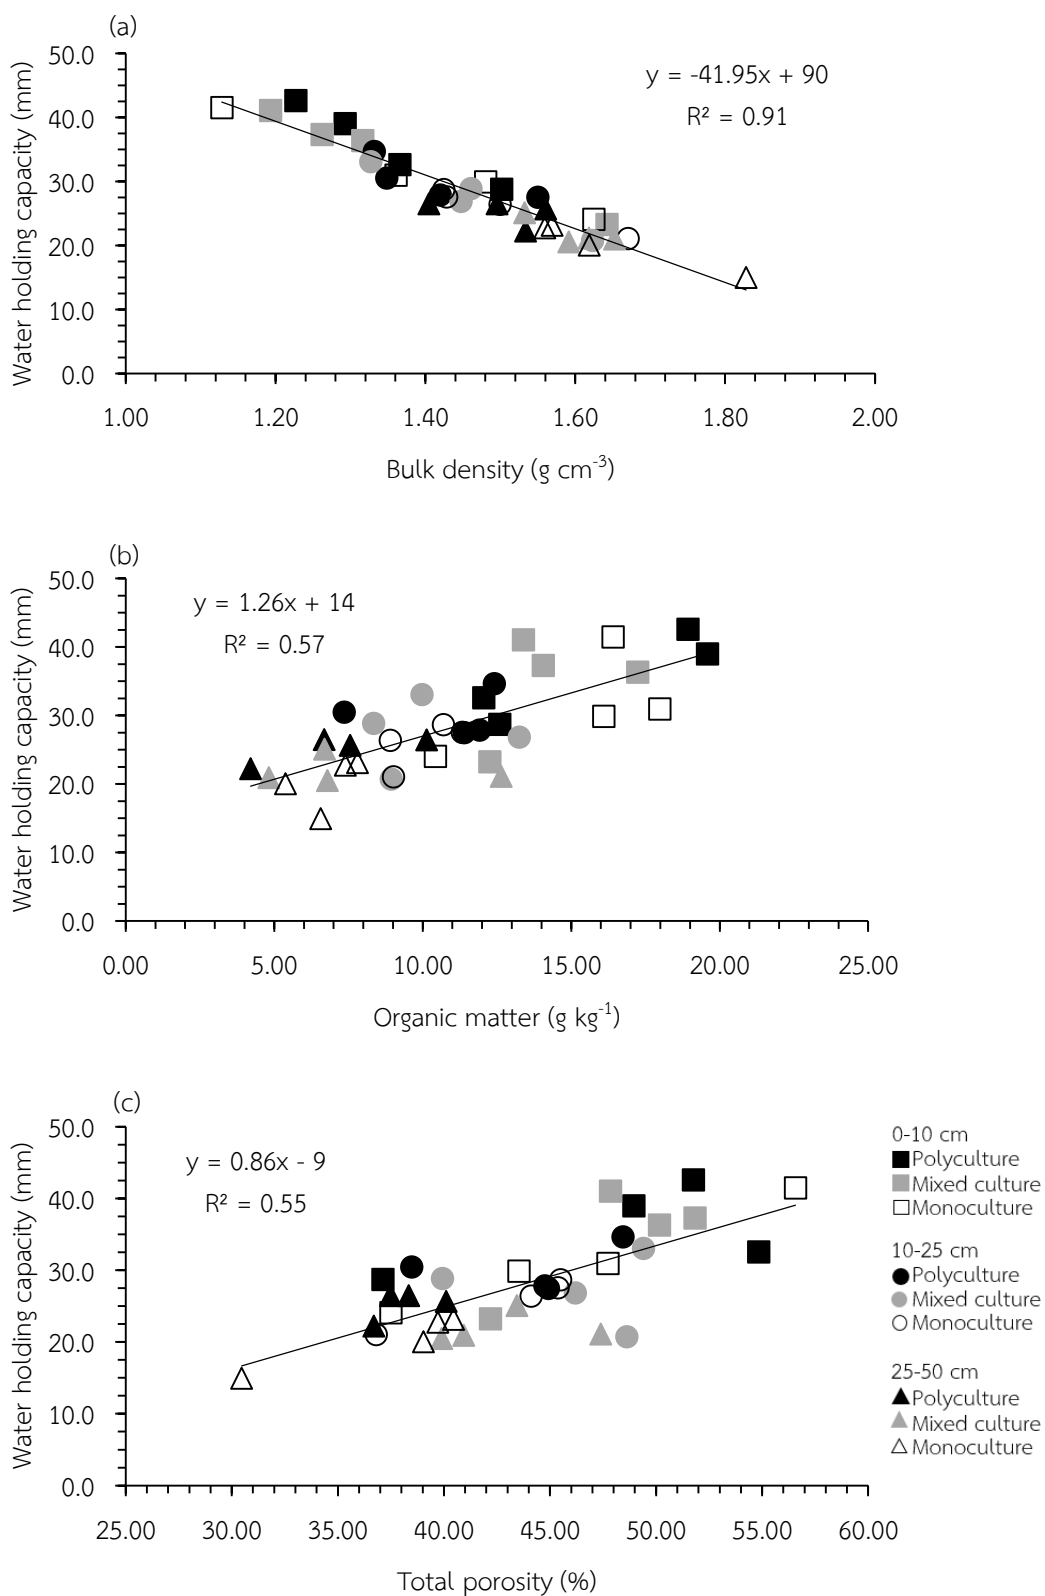 (a)
50.0
40.0
30.0
20.0
10.0
0.0
Water holding capacity (mm)
y = -41.95x + 90
R² = 0.91
1.00 1.20 1.40 1.60 1.80 2.00
Bulk density (g cm-3)
(b)
50.0
40.0
30.0
20.0
10.0
0.0
Water holding capacity (mm)
y = 1.26x + 14
R² = 0.57
0.00 5.00 10.00 15.00 20.00 25.00
Organic matter (g kg-1)
(c)
50.0
40.0
30.0
20.0
10.0
0.0
Water holding capacity (mm)
y = 0.86x - 9
R² = 0.55
25.00 30.00 35.00 40.00 45.00 50.00 55.00 60.00
Total porosity (%)
0-10 cm
Polyculture
Mixed culture
Monoculture
10-25 cm
Polyculture
Mixed culture
Monoculture
25-50 cm
Polyculture
Mixed culture
Monoculture